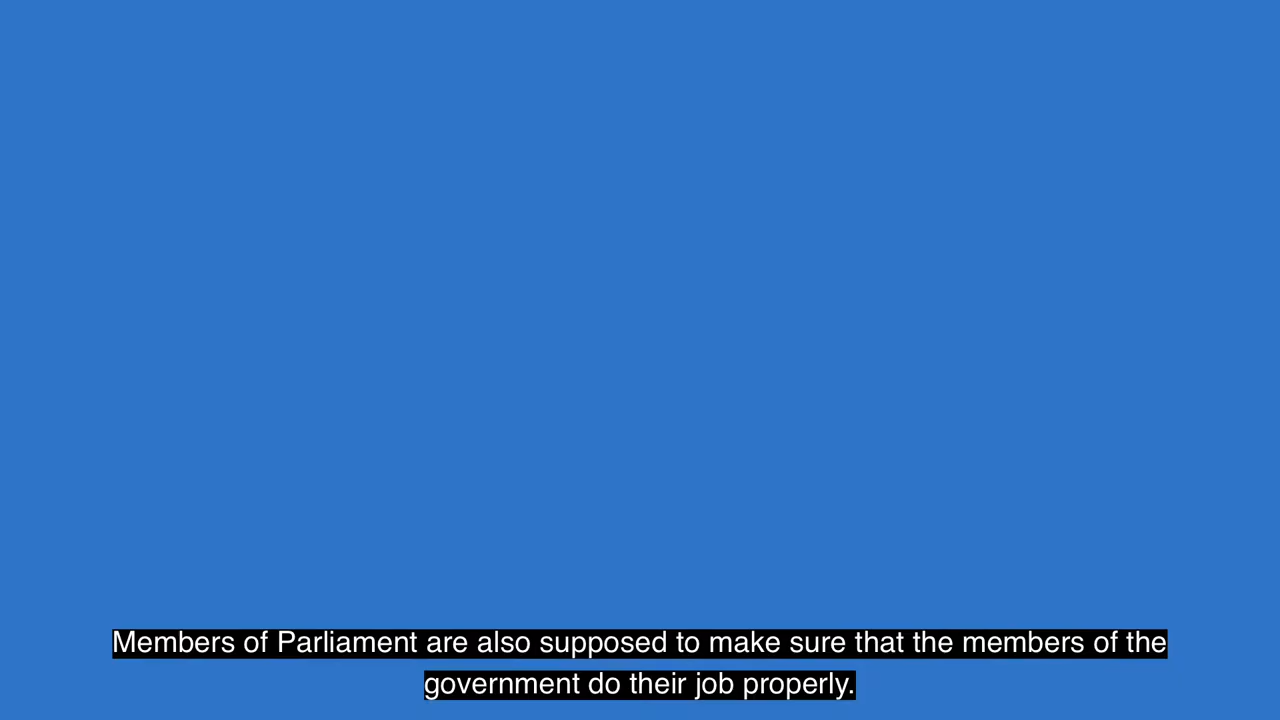 Members of Parliament are also supposed to make sure that the members of the
government do their job properly.